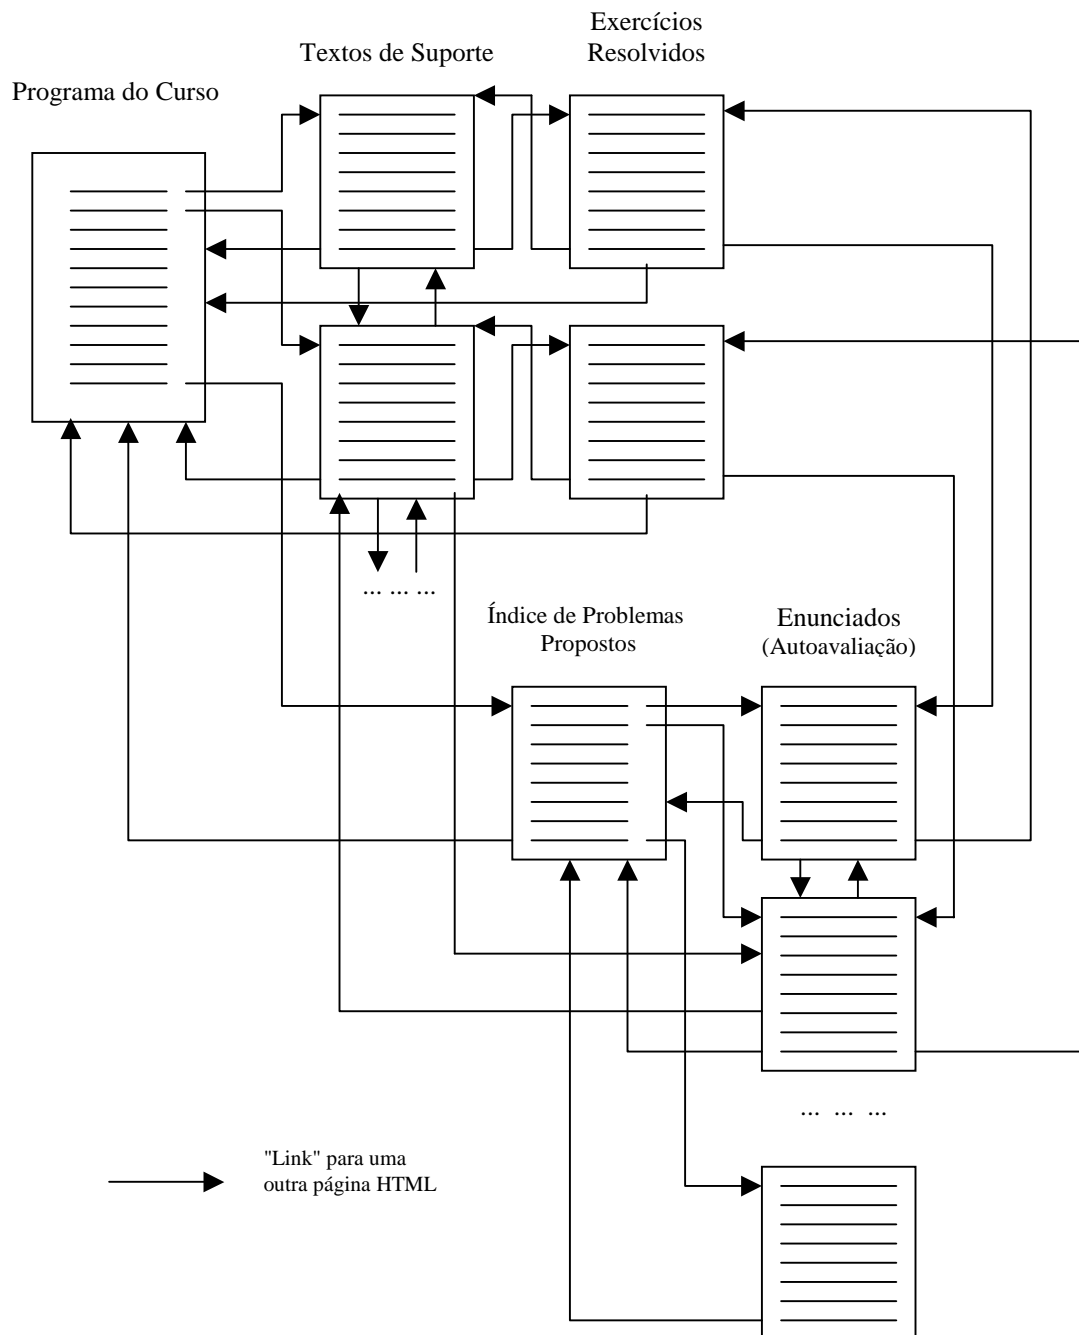 Exercícios
Resolvidos
Textos de Suporte
Programa do Curso
... ... ...
Índice de Problemas
Propostos
Enunciados
(Autoavaliação)
... ... ...
"Link" para uma
outra página HTML